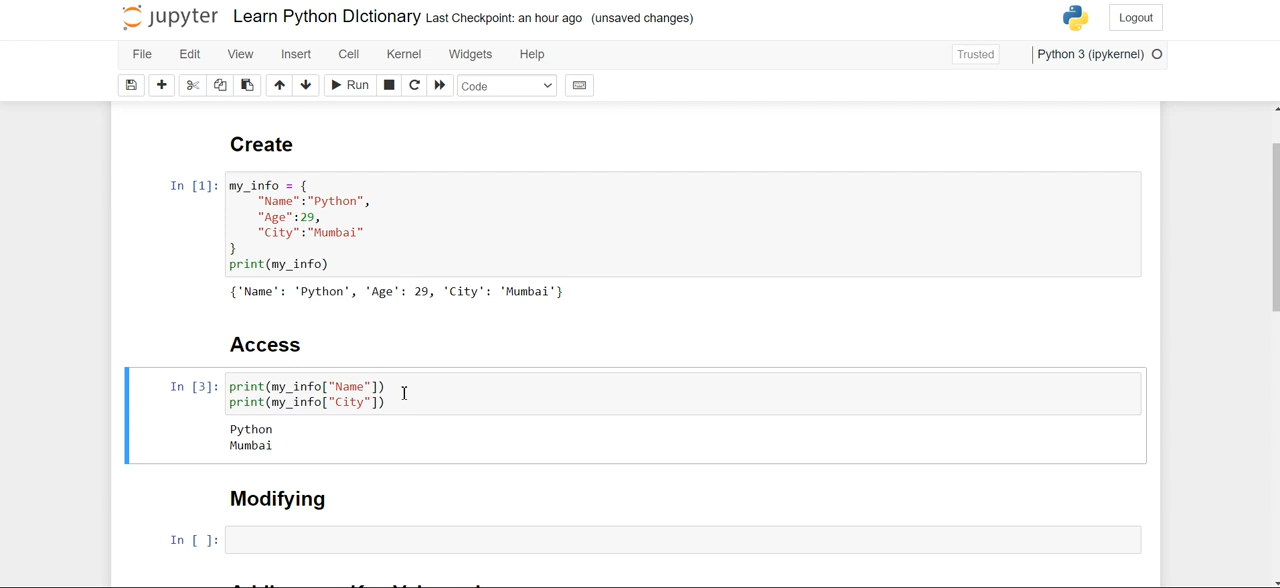 jupyter Learn Python DIctionary Last Checkpoint: an hour ago (unsaved changes) Logout
File Edit View Insert Cell Kernel Widgets Help Trusted Python 3 (ipykernel)
Run Code
Create
In [1]: my_info = {
"Name":"Python",
"Age":29,
"City":"Mumbai"
}
print(my_info)
{'Name': 'Python', 'Age': 29, 'City': 'Mumbai'}
Access
In [3]: print(my_info["Name"])
print(my_info["City"])
Python
Mumbai
Modifying
In [ ]: